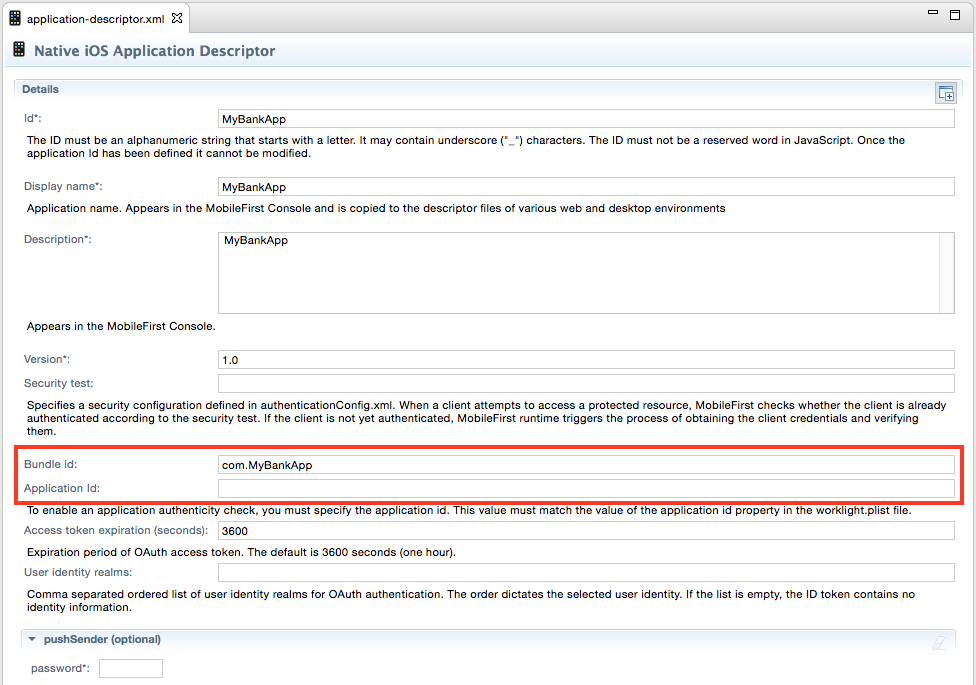 application-descriptor.xml
Native iOS Application Descriptor
Details
Id*: MyBankApp
The ID must be an alphanumeric string that starts with a letter. It may contain underscore ("_") characters. The ID must not be a reserved word in JavaScript. Once the
application Id has been defined it cannot be modified.
Display name*: MyBankApp
Application name. Appears in the MobileFirst Console and is copied to the descriptor files of various web and desktop environments
Description*: MyBankApp
Appears in the MobileFirst Console.
Version*: 1.0
Security test:
Specifies a security configuration defined in authenticationConfig.xml. When a client attempts to access a protected resource, MobileFirst checks whether the client is already
authenticated according to the security test. If the client is not yet authenticated, MobileFirst runtime triggers the process of obtaining the client credentials and verifying
them.
Bundle id: com.MyBankApp
Application Id:
To enable an application authenticity check, you must specify the application id. This value must match the value of the application id property in the worklight.plist file.
Access token expiration (seconds): 3600
Expiration period of OAuth access token. The default is 3600 seconds (one hour).
User identity realms:
Comma separated ordered list of user identity realms for OAuth authentication. The order dictates the selected user identity. If the list is empty, the ID token contains no
identity information.
pushSender (optional)
password*: